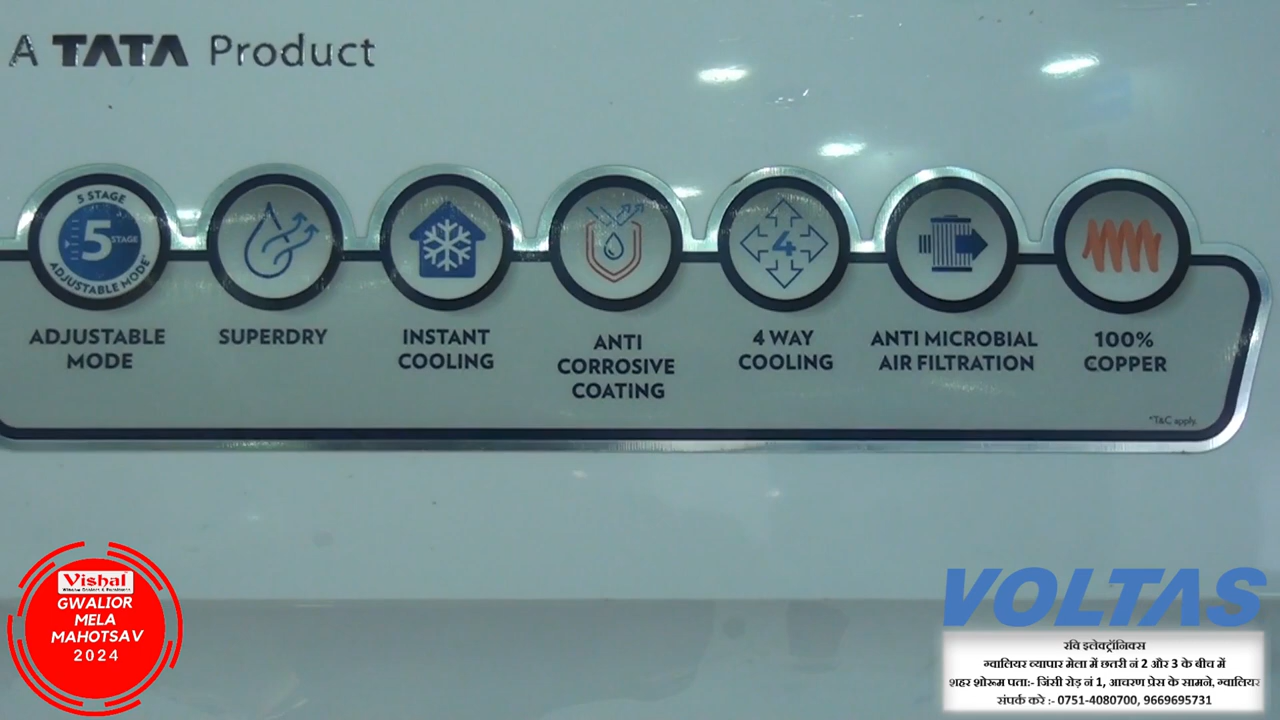 A TATA Product
5 STAGE
5 STAGE
ADJUSTABLE MODE
ADJUSTABLE
MODE
SUPERDRY
INSTANT
COOLING
ANTI
CORROSIVE
COATING
4
4 WAY
COOLING
ANTI MICROBIAL
AIR FILTRATION
100%
COPPER
*T&C apply.
Vishal
GWALIOR
MELA
MAHOTSAV
2024
VOLTAS
रवि इलेक्ट्रॉनिक्स
ग्वालियर व्यापार मेला में छतरी नं 2 और 3 के बीच में
शहर शोरूम पता:- जिंसी रोड़ नं 1, आचरण प्रेस के सामने, ग्वालियर
संपर्क करे :- 0751-4080700, 9669695731